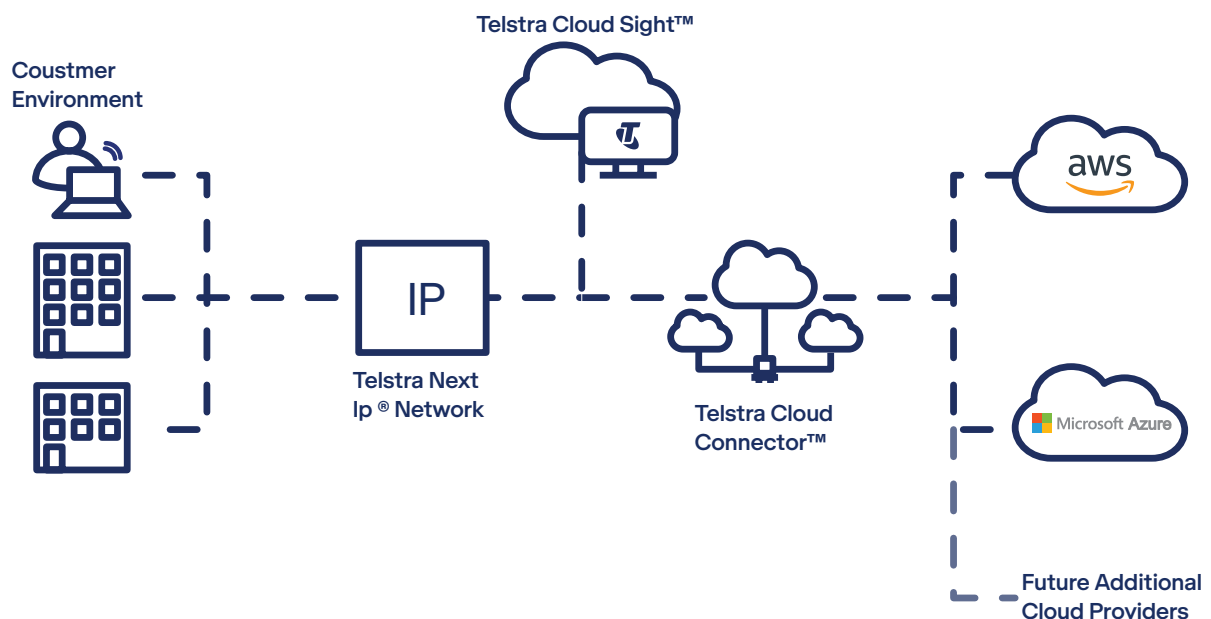 Telstra Cloud Sight™
Coustmer
Environment
T
aws
IP
Telstra Next
Ip ® Network
Telstra Cloud
Connector™
Microsoft Azure
Future Additional
Cloud Providers